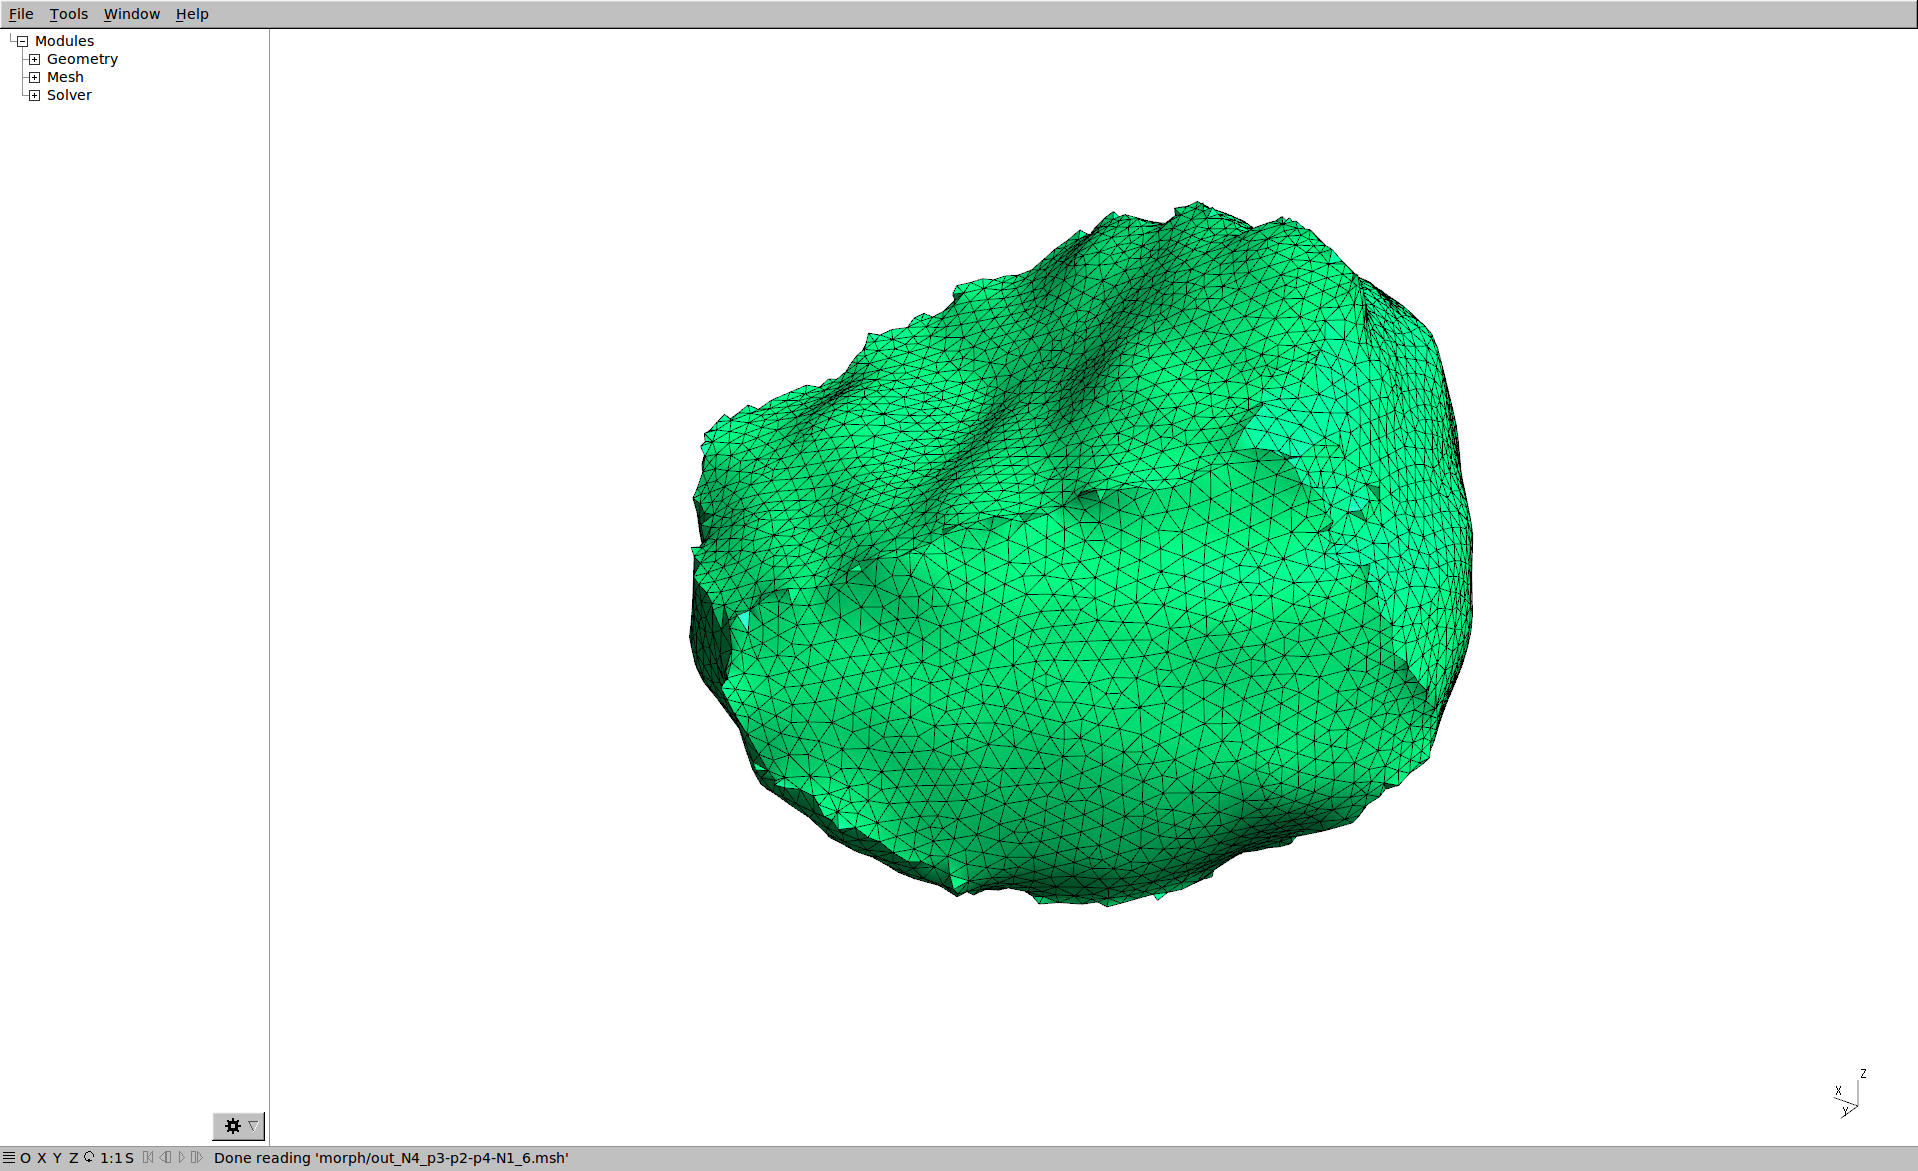 File Tools Window Help
Modules
Geometry
Mesh
Solver
Z
X
Y
O X Y Z 1:1 S Done reading 'morph/out_N4_p3-p2-p4-N1_6.msh'